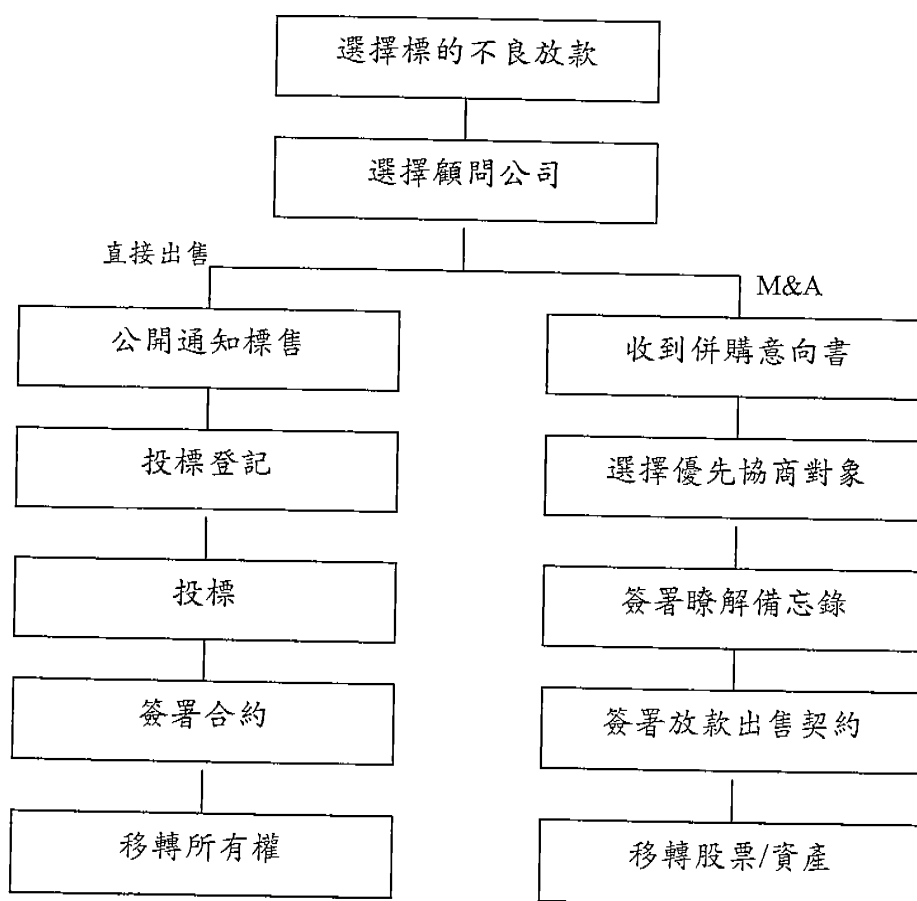 選擇標的不良放款
選擇顧問公司
直接出售
公開通知標售
投標登記
投標
簽署合約
移轉所有權
M&A
收到併購意向書
選擇優先協商對象
簽署瞭解備忘錄
簽署放款出售契約
移轉股票/資產